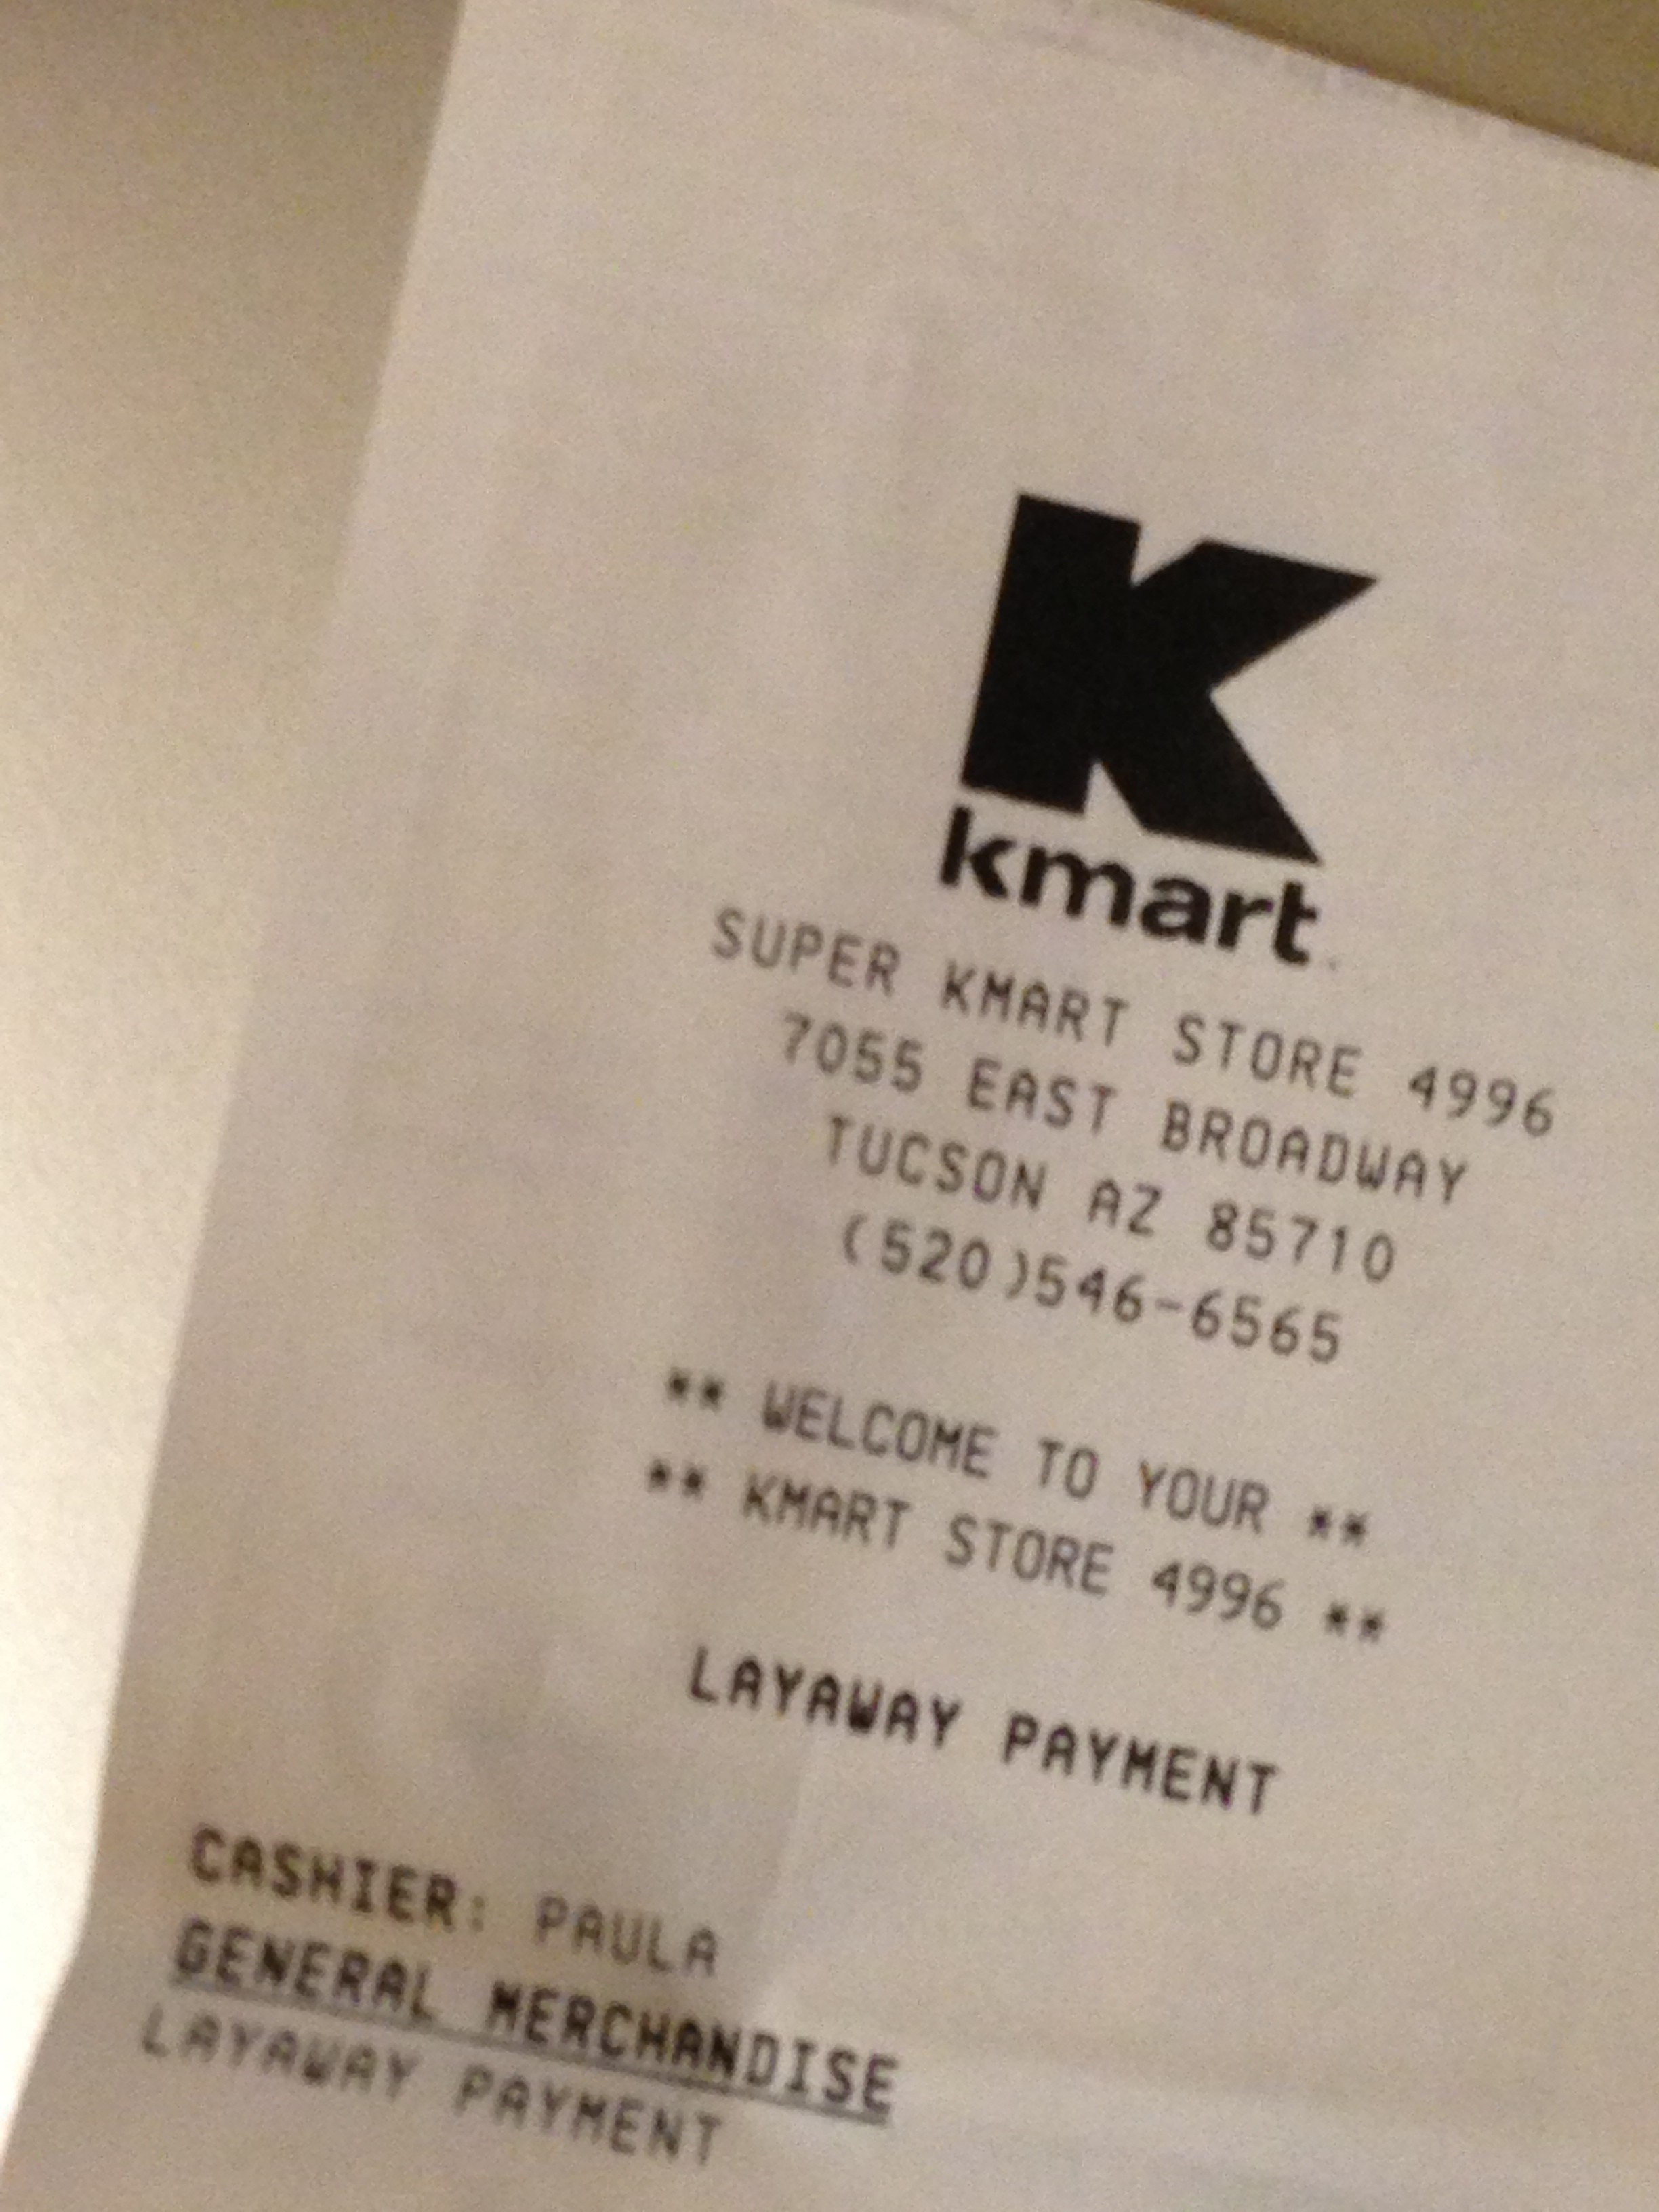 K
kmart
SUPER KMART STORE 4996
7055 EAST BROADWAY
TUCSON AZ 85710
(520)546-6565
** WELCOME TO YOUR **
** KMART STORE 4996 **
LAYAWAY PAYMENT
CASHIER: PAULA
GENERAL MERCHANDISE
LAYAWAY PAYMENT